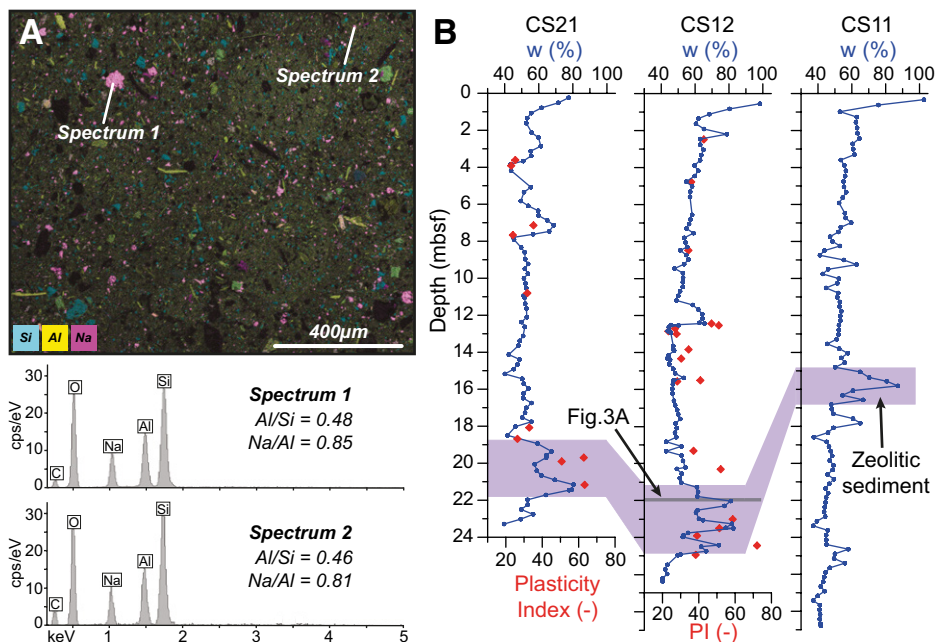 A
Spectrum 2
Spectrum 1
Si Al Na
400μm
30
20
10
0
cps/eV
C
O
Na
Al
Si
Spectrum 1
Al/Si = 0.48
Na/Al = 0.85
30
20
10
0
cps/eV
C
O
Na
Al
Si
Spectrum 2
Al/Si = 0.46
Na/Al = 0.81
keV 1 2 3 4 5
B
CS21 CS12 CS11
w (%) w (%) w (%)
40 60 80 100 40 60 80 100 40 60 80 100
Depth (mbsf)
0
2
4
6
8
10
12
14
16
18
20
22
24
Fig.3A
Zeolitic
sediment
0 20 40 60 80
Plasticity
Index (-)
20 40 60 80
PI (-)